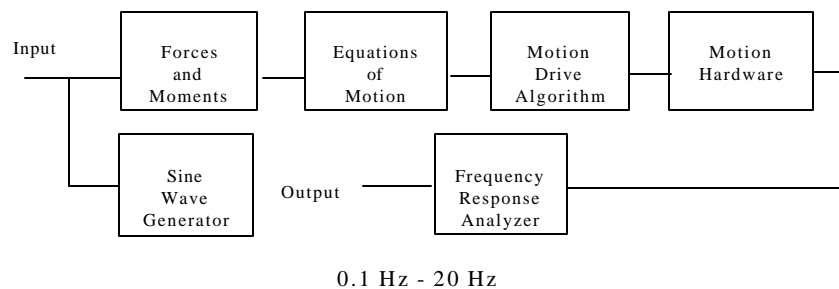 Input
Forces
and
Moments
Equations
of
Motion
Motion
Drive
Algorithm
Motion
Hardware
Sine
Wave
Generator
Output
Frequency
Response
Analyzer
0.1 Hz - 20 Hz